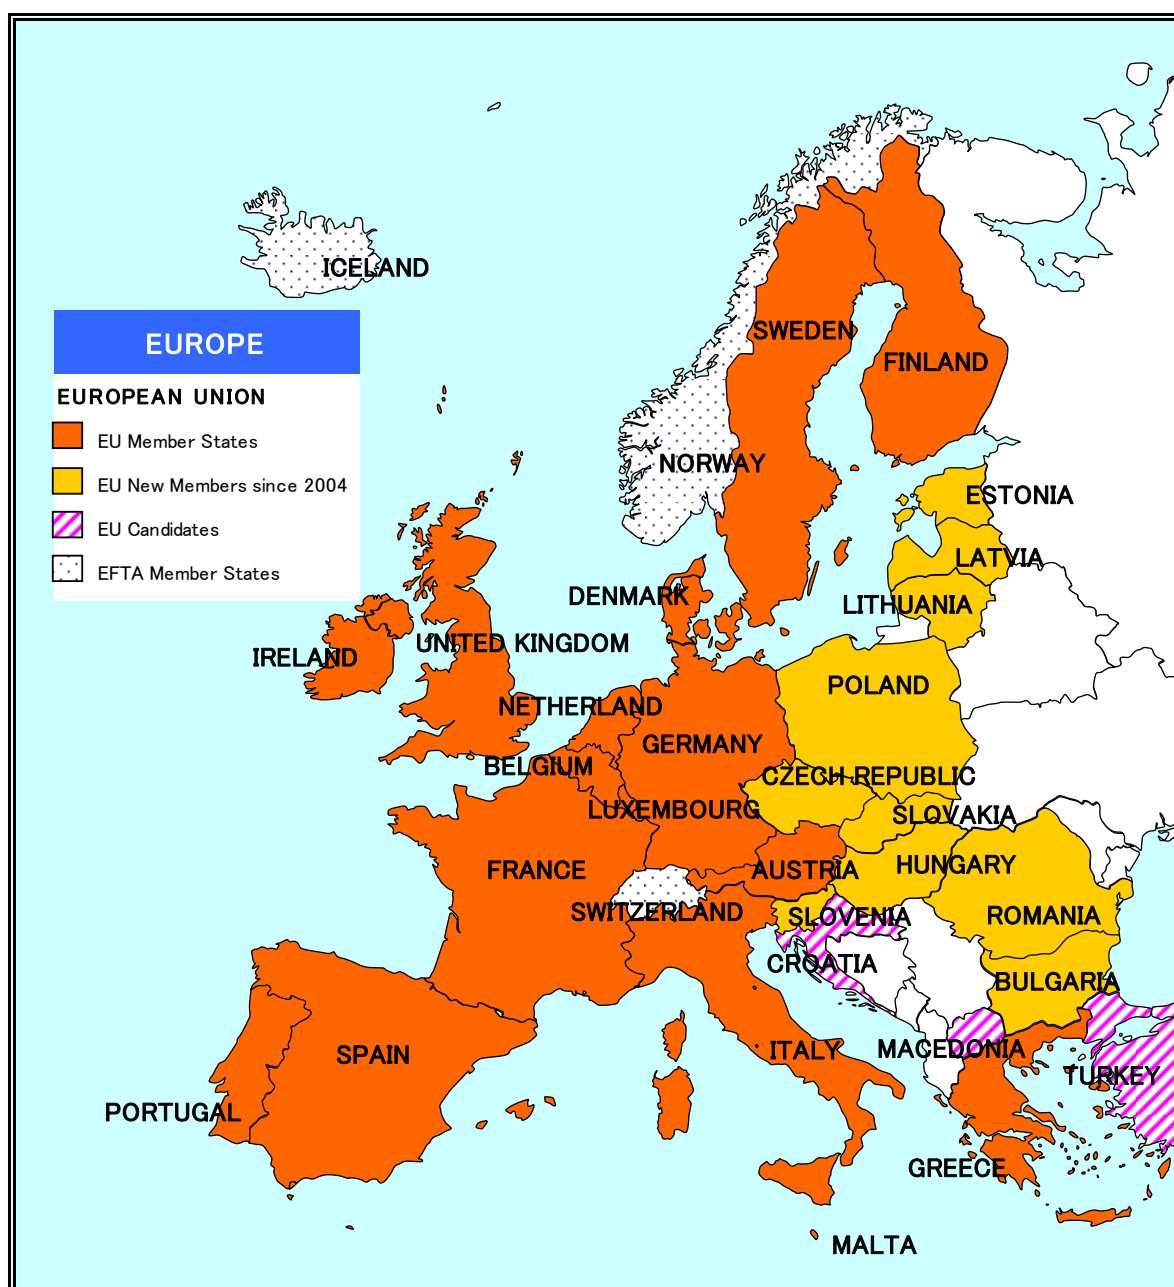 ICELAND
EUROPE
EUROPEAN UNION
EU Member States
EU New Members since 2004
EU Candidates
EFTA Member States
SWEDEN
FINLAND
NORWAY
ESTONIA
LATVIA
DENMARK
LITHUANIA
UNITED KINGDOM
IRELAND
POLAND
NETHERLAND
GERMANY
BELGIUM
CZECH REPUBLIC
LUXEMBOURG
SLOVAKIA
FRANCE
AUSTRIA
HUNGARY
SWITZERLAND
SLOVENIA
ROMANIA
CROATIA
BULGARIA
SPAIN
ITALY
MACEDONIA
TURKEY
PORTUGAL
GREECE
MALTA